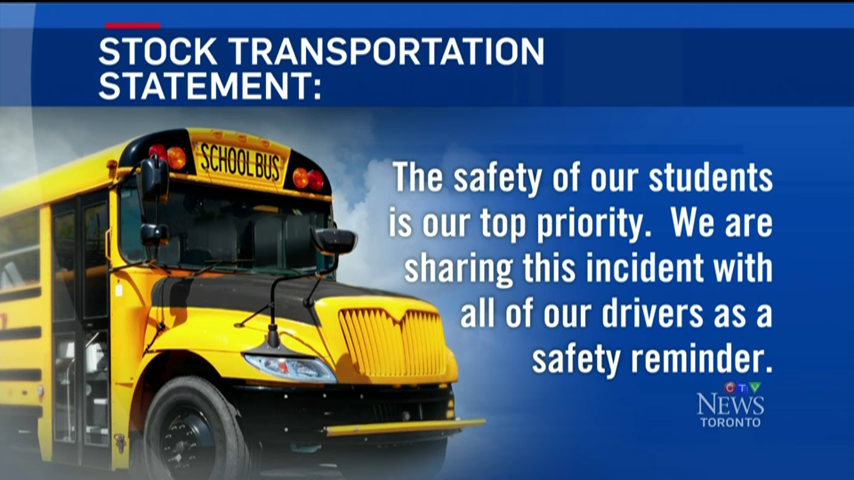 STOCK TRANSPORTATION
STATEMENT:
SCHOOL BUS
The safety of our students
is our top priority. We are
sharing this incident with
all of our drivers as a
safety reminder.
CTV
NEWS
TORONTO